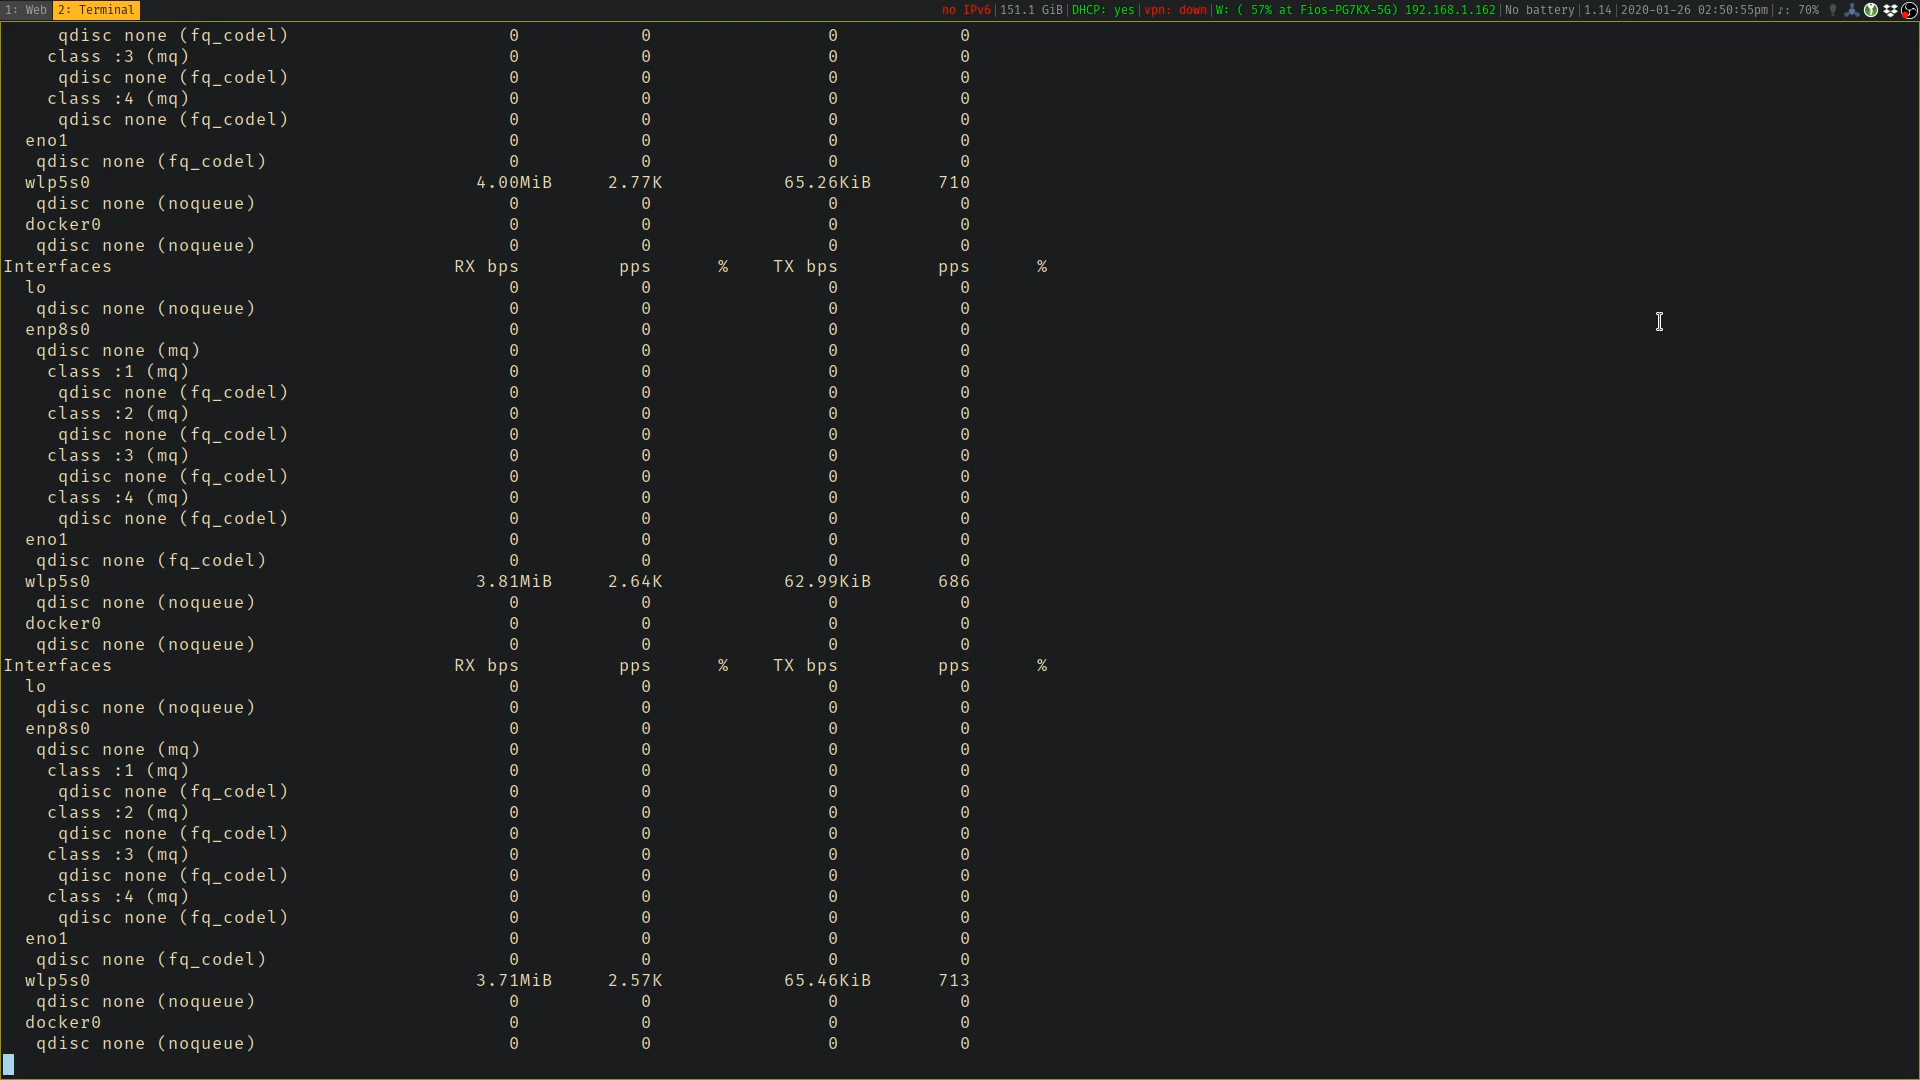 1: Web 2: Terminal no IPv6|151.1 GiB|DHCP: yes|vpn: down|W: ( 57% at Fios-PG7KX-5G) 192.168.1.162|No battery|1.14|2020-01-26 02:50:55pm|♪: 70%
qdisc none (fq_codel) 0 0 0 0
class :3 (mq) 0 0 0 0
qdisc none (fq_codel) 0 0 0 0
class :4 (mq) 0 0 0 0
qdisc none (fq_codel) 0 0 0 0
eno1 0 0 0 0
qdisc none (fq_codel) 0 0 0 0
wlp5s0 4.00MiB 2.77K 65.26KiB 710
qdisc none (noqueue) 0 0 0 0
docker0 0 0 0 0
qdisc none (noqueue) 0 0 0 0
Interfaces RX bps pps % TX bps pps %
lo 0 0 0 0
qdisc none (noqueue) 0 0 0 0
enp8s0 0 0 0 0
qdisc none (mq) 0 0 0 0
class :1 (mq) 0 0 0 0
qdisc none (fq_codel) 0 0 0 0
class :2 (mq) 0 0 0 0
qdisc none (fq_codel) 0 0 0 0
class :3 (mq) 0 0 0 0
qdisc none (fq_codel) 0 0 0 0
class :4 (mq) 0 0 0 0
qdisc none (fq_codel) 0 0 0 0
eno1 0 0 0 0
qdisc none (fq_codel) 0 0 0 0
wlp5s0 3.81MiB 2.64K 62.99KiB 686
qdisc none (noqueue) 0 0 0 0
docker0 0 0 0 0
qdisc none (noqueue) 0 0 0 0
Interfaces RX bps pps % TX bps pps %
lo 0 0 0 0
qdisc none (noqueue) 0 0 0 0
enp8s0 0 0 0 0
qdisc none (mq) 0 0 0 0
class :1 (mq) 0 0 0 0
qdisc none (fq_codel) 0 0 0 0
class :2 (mq) 0 0 0 0
qdisc none (fq_codel) 0 0 0 0
class :3 (mq) 0 0 0 0
qdisc none (fq_codel) 0 0 0 0
class :4 (mq) 0 0 0 0
qdisc none (fq_codel) 0 0 0 0
eno1 0 0 0 0
qdisc none (fq_codel) 0 0 0 0
wlp5s0 3.71MiB 2.57K 65.46KiB 713
qdisc none (noqueue) 0 0 0 0
docker0 0 0 0 0
qdisc none (noqueue) 0 0 0 0